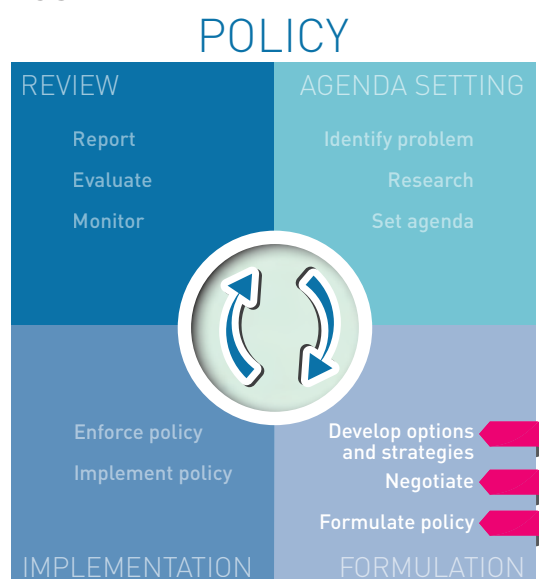 POLICY
REVIEW
Report
Evaluate
Monitor
AGENDA SETTING
Identify problem
Research
Set agenda
Enforce policy
Implement policy
IMPLEMENTATION
Develop options
and strategies
Negotiate
Formulate policy
FORMULATION